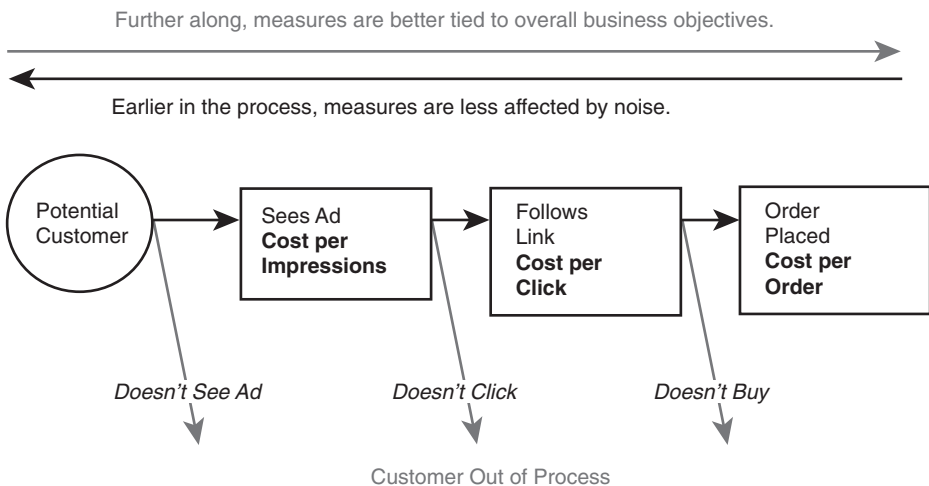 Further along, measures are better tied to overall business objectives.
Earlier in the process, measures are less affected by noise.
Potential
Customer
Sees Ad
Cost per
Impressions
Follows
Link
Cost per
Click
Order
Placed
Cost per
Order
Doesn't See Ad
Doesn't Click
Doesn't Buy
Customer Out of Process